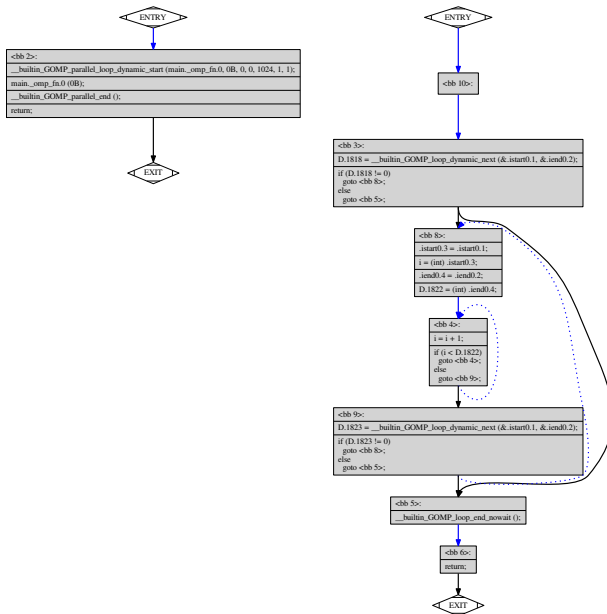 ENTRY
<bb 2>:
__builtin_GOMP_parallel_loop_dynamic_start (main._omp_fn.0, 0B, 0, 0, 1024, 1, 1);
main._omp_fn.0 (0B);
__builtin_GOMP_parallel_end ();
return;
EXIT
ENTRY
<bb 10>:
<bb 3>:
D.1818 = __builtin_GOMP_loop_dynamic_next (&.istart0.1, &.iend0.2);
if (D.1818 != 0)
goto <bb 8>;
else
goto <bb 5>;
<bb 8>:
.istart0.3 = .istart0.1;
i = (int) .istart0.3;
.iend0.4 = .iend0.2;
D.1822 = (int) .iend0.4;
<bb 4>:
i = i + 1;
if (i < D.1822)
goto <bb 4>;
else
goto <bb 9>;
<bb 9>:
D.1823 = __builtin_GOMP_loop_dynamic_next (&.istart0.1, &.iend0.2);
if (D.1823 != 0)
goto <bb 8>;
else
goto <bb 5>;
<bb 5>:
__builtin_GOMP_loop_end_nowait ();
<bb 6>:
return;
EXIT